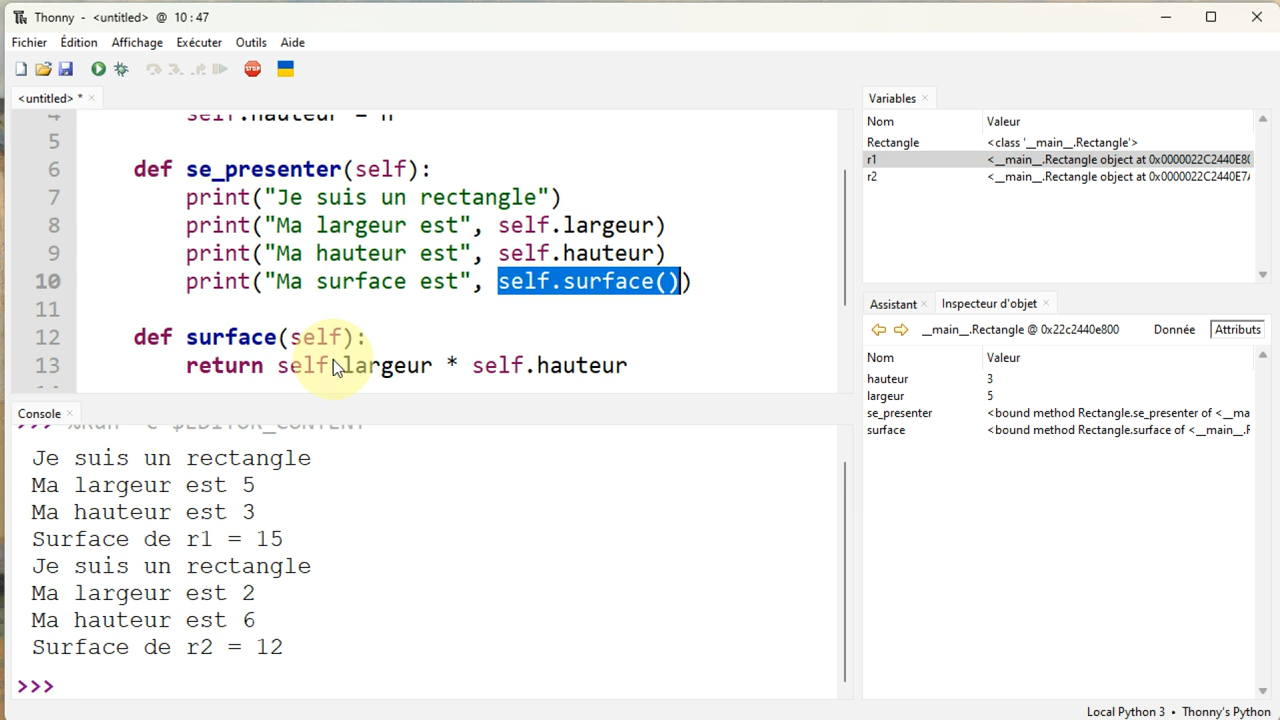 Thonny - <untitled> @ 10:47
Fichier Édition Affichage Exécuter Outils Aide
STOP
<untitled> *
4 self.hauteur = h
5
6 def se_presenter(self):
7 print("Je suis un rectangle")
8 print("Ma largeur est", self.largeur)
9 print("Ma hauteur est", self.hauteur)
10 print("Ma surface est", self.surface())
11
12 def surface(self):
13 return self.largeur * self.hauteur
Console
>>> %Run -c $EDITOR_CONTENT
Je suis un rectangle
Ma largeur est 5
Ma hauteur est 3
Surface de r1 = 15
Je suis un rectangle
Ma largeur est 2
Ma hauteur est 6
Surface de r2 = 12
>>>
Variables
Nom Valeur
Rectangle <class '__main__.Rectangle'>
r1 <__main__.Rectangle object at 0x0000022C2440E8
r2 <__main__.Rectangle object at 0x0000022C2440E7
Assistant Inspecteur d'objet
__main__.Rectangle @ 0x22c2440e800 Donnée Attributs
Nom Valeur
hauteur 3
largeur 5
se_presenter <bound method Rectangle.se_presenter of <__ma
surface <bound method Rectangle.surface of <__main__.
Local Python 3 • Thonny's Python